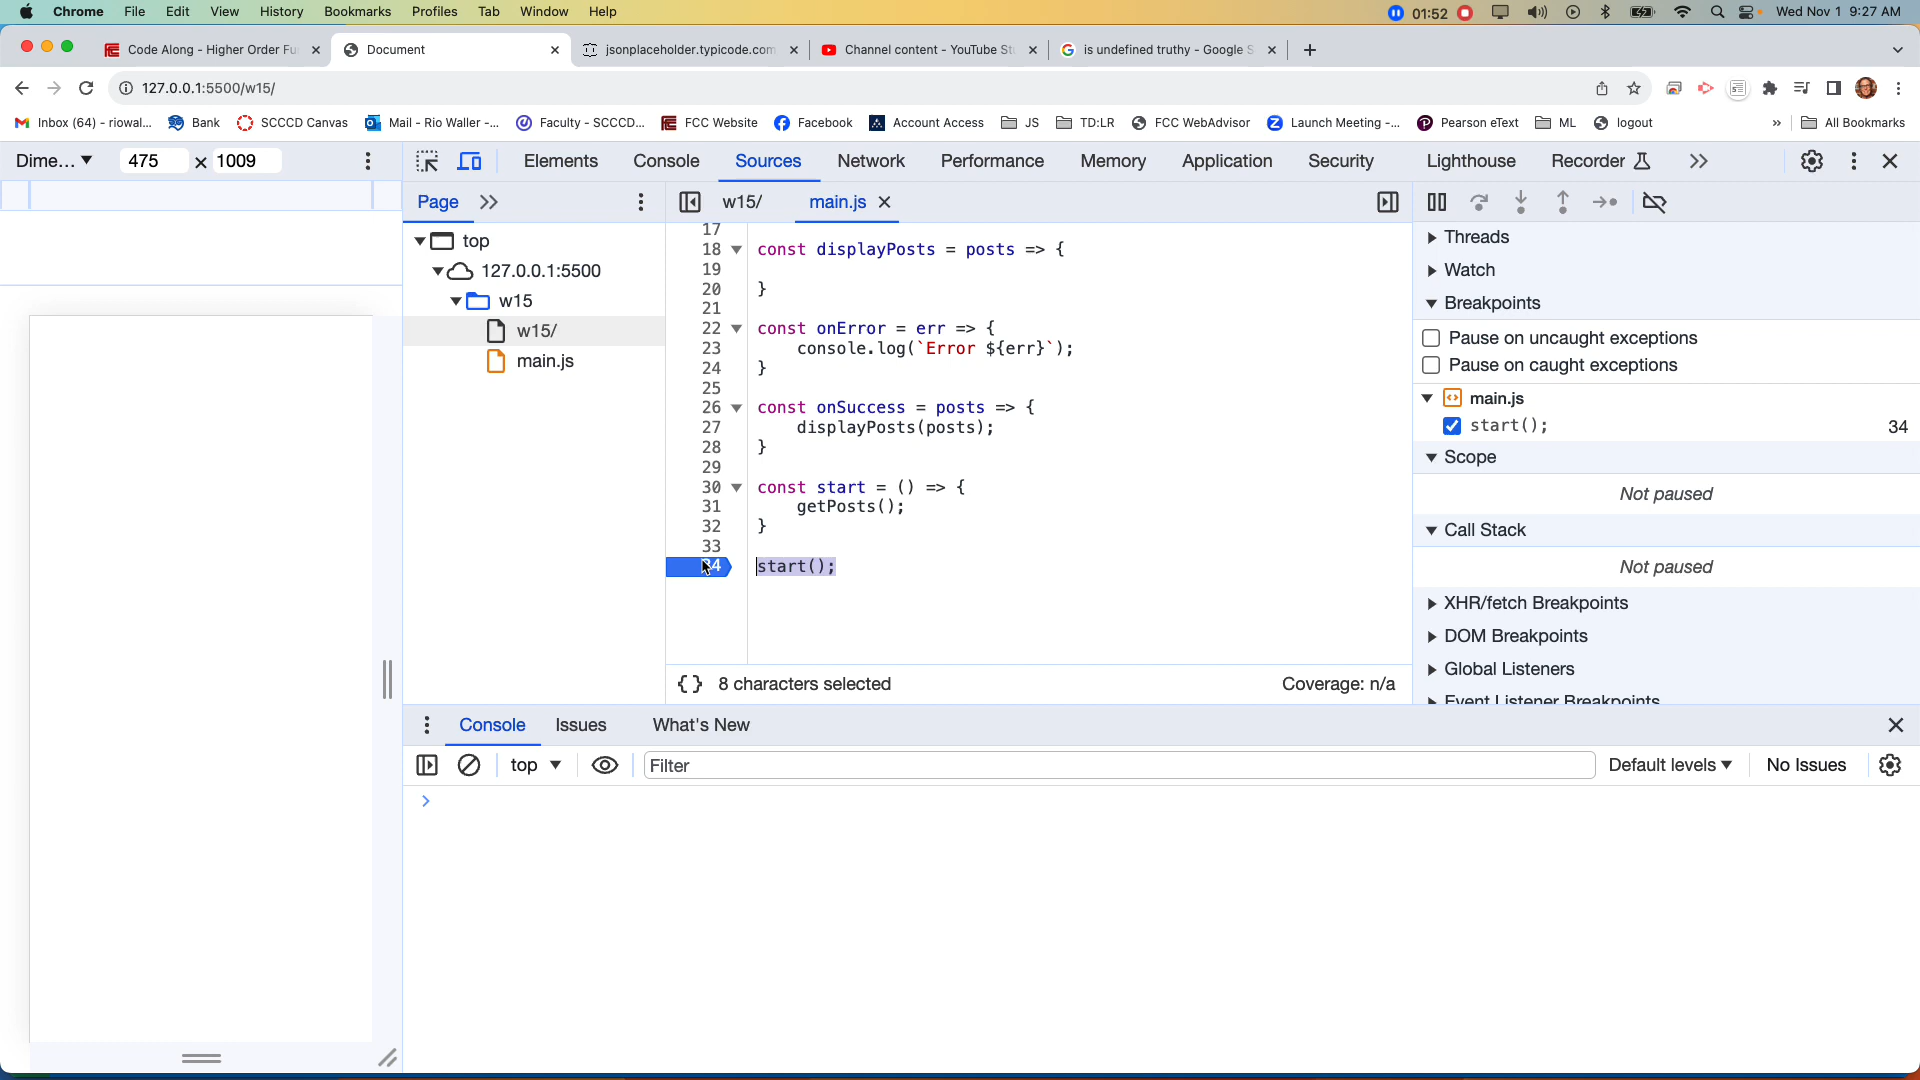 Chrome File Edit View History Bookmarks Profiles Tab Window Help 01:52 Wed Nov 1 9:27 AM
Code Along - Higher Order Fu Document jsonplaceholder.typicode.com Channel content - YouTube St is undefined truthy - Google S
127.0.0.1:5500/w15/
Inbox (64) - riowal... Bank SCCCD Canvas Mail - Rio Waller -... Faculty - SCCCD... FCC Website Facebook Account Access JS TD:LR FCC WebAdvisor Launch Meeting -... Pearson eText ML logout » All Bookmarks
Dime... 475 x 1009 Elements Console Sources Network Performance Memory Application Security Lighthouse Recorder
Page w15/ main.js
top
127.0.0.1:5500
w15
w15/
main.js
17
18 const displayPosts = posts => {
19
20 }
21
22 const onError = err => {
23 console.log(`Error ${err}`);
24 }
25
26 const onSuccess = posts => {
27 displayPosts(posts);
28 }
29
30 const start = () => {
31 getPosts();
32 }
33
34 start();
{} 8 characters selected Coverage: n/a
Threads
Watch
Breakpoints
Pause on uncaught exceptions
Pause on caught exceptions
main.js
start(); 34
Scope
Not paused
Call Stack
Not paused
XHR/fetch Breakpoints
DOM Breakpoints
Global Listeners
Event Listener Breakpoints
Console Issues What's New
top Filter Default levels No Issues